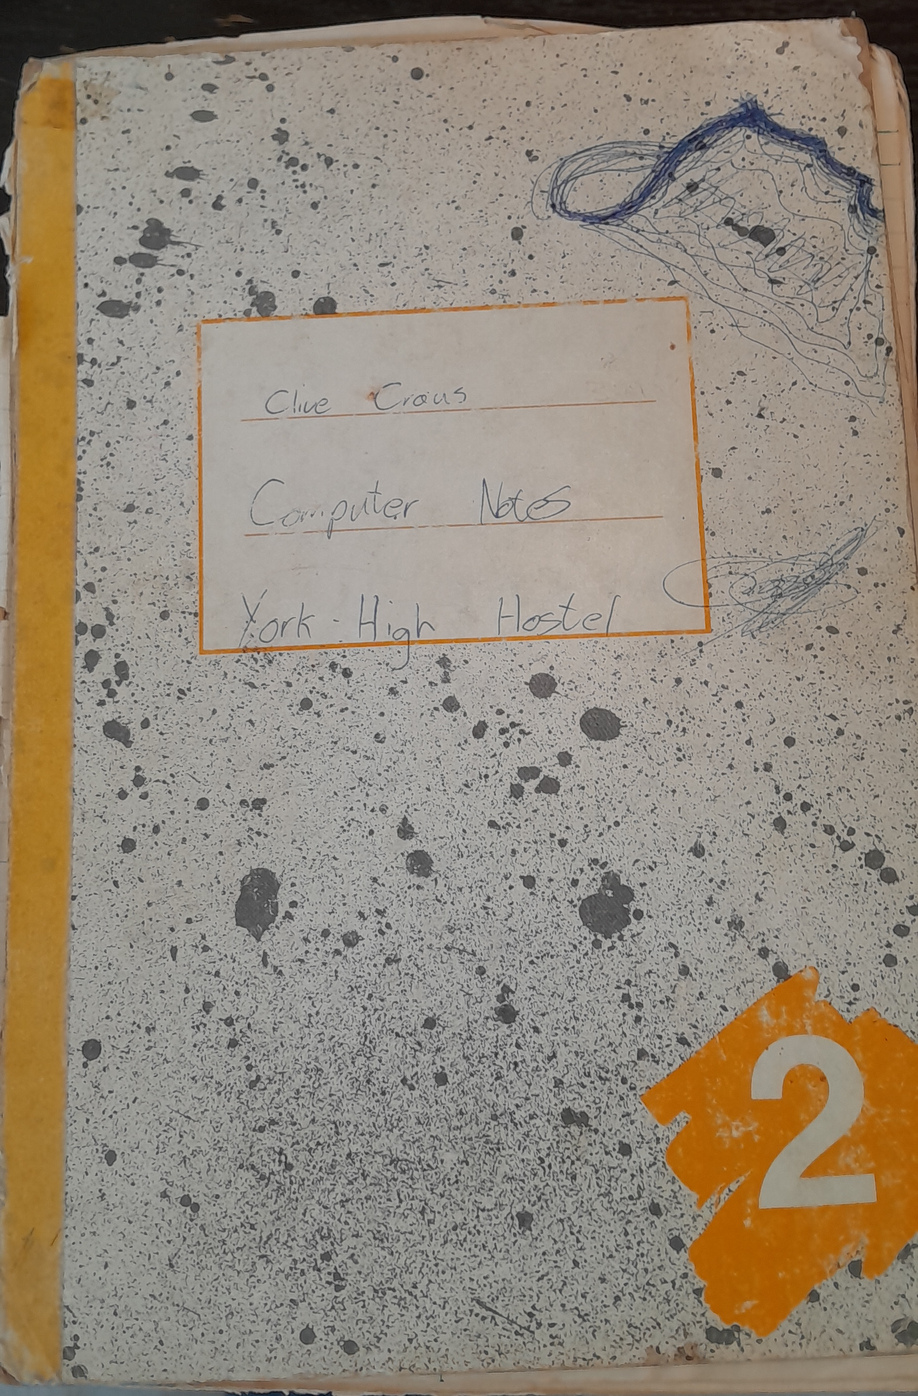 Clive Craus
Computer Notes
York High Hostel
2